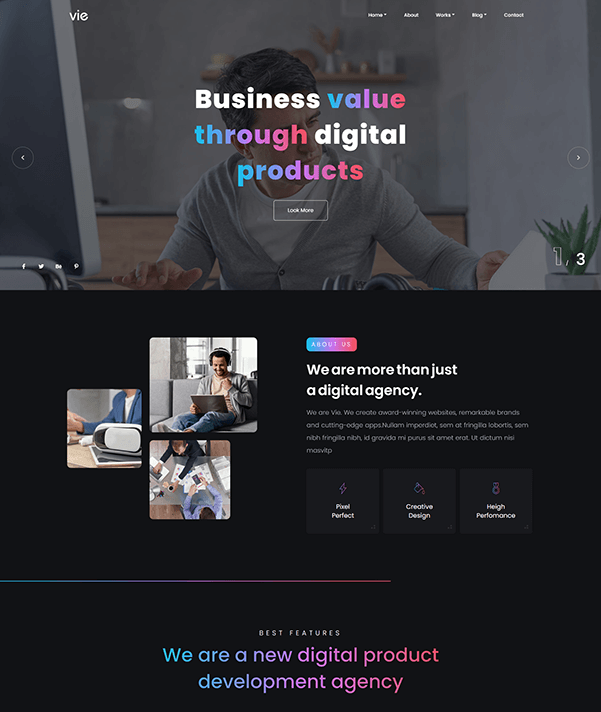 vie
Home About Works Blog Contact
Business value
through digital
products
Look More
1 / 3
ABOUT US
We are more than just
a digital agency.
We are Vie. We create award-winning websites, remarkable brands
and cutting-edge apps.Nullam imperdiet, sem at fringilla lobortis, sem
nibh fringilla nibh, id gravida mi purus sit amet erat. Ut dictum nisi
masvitp
Pixel
Perfect
Creative
Design
Heigh
Perfomance
BEST FEATURES
We are a new digital product
development agency